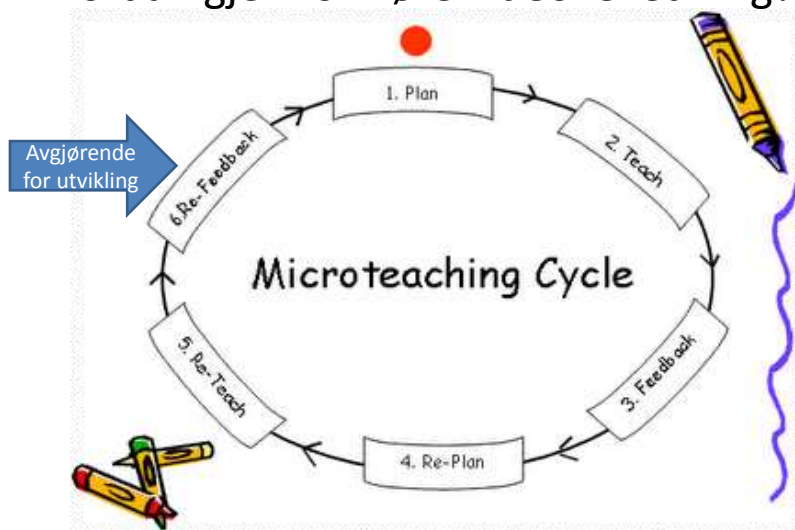 Avgjørende
for utvikling
1. Plan
2. Teach
3. Feedback
4. Re-Plan
5. Re-Teach
6.Re-Feedback
Microteaching Cycle